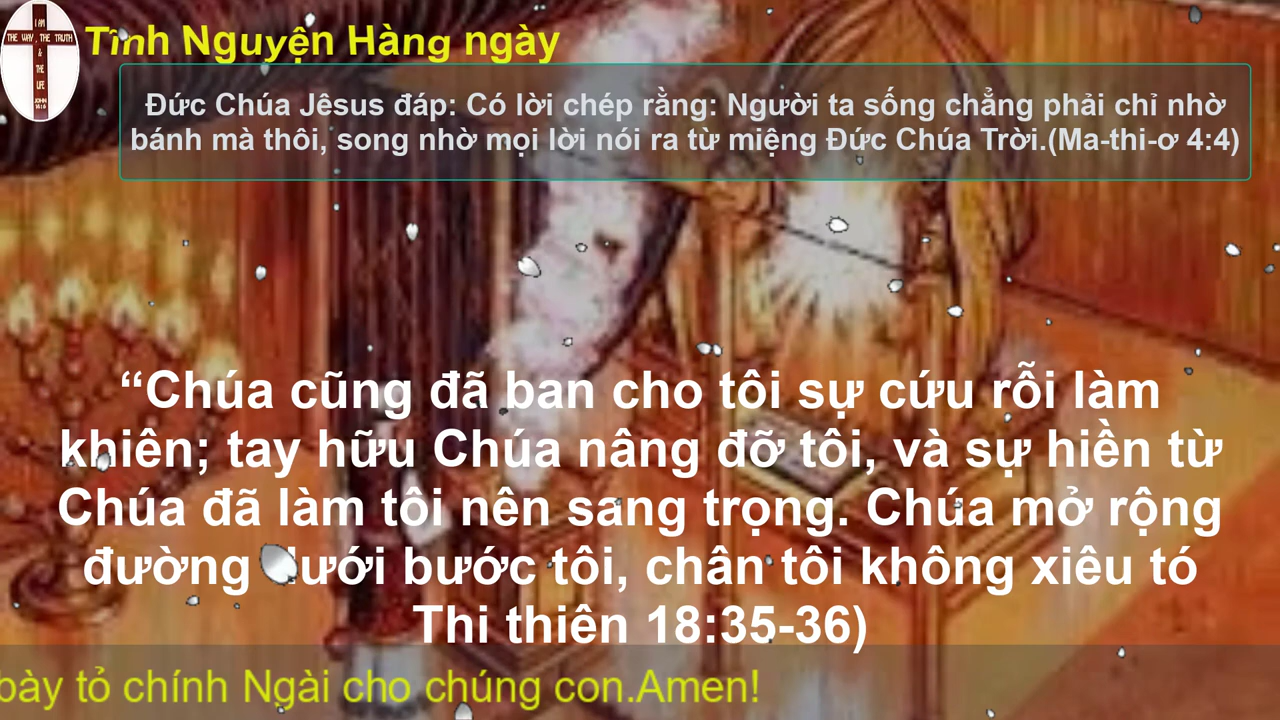 I AM
THE WAY, THE TRUTH
&
THE
LIFE
JOHN
14:6
Tĩnh Nguyện Hàng ngày
Đức Chúa Jêsus đáp: Có lời chép rằng: Người ta sống chẳng phải chỉ nhờ
bánh mà thôi, song nhờ mọi lời nói ra từ miệng Đức Chúa Trời.(Ma-thi-ơ 4:4)
“Chúa cũng đã ban cho tôi sự cứu rỗi làm
khiên; tay hữu Chúa nâng đỡ tôi, và sự hiền từ
Chúa đã làm tôi nên sang trọng. Chúa mở rộng
đường dưới bước tôi, chân tôi không xiêu tó
Thi thiên 18:35-36)
bày tỏ chính Ngài cho chúng con.Amen!